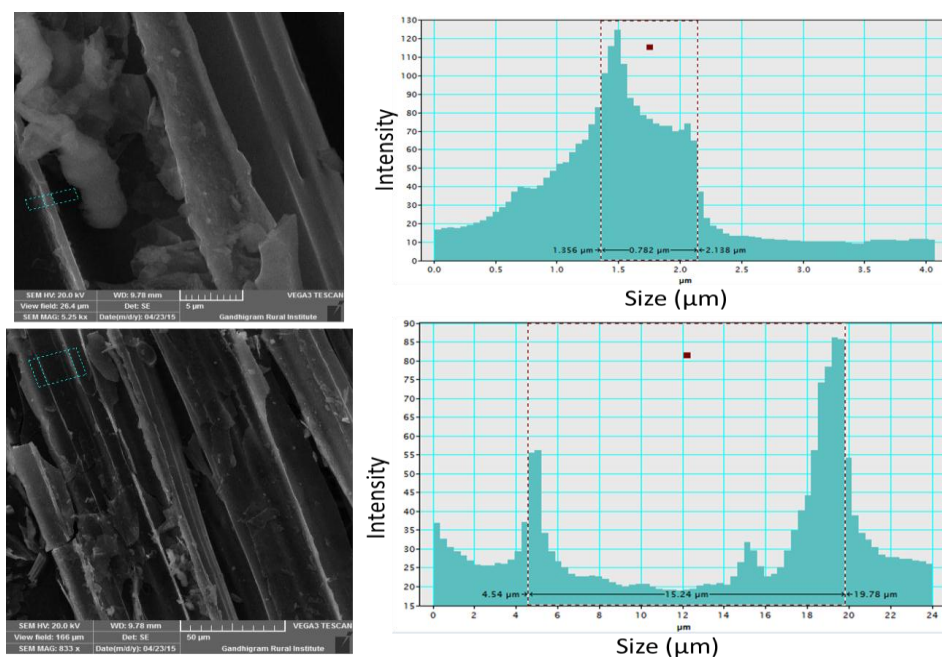 SEM HV: 20.0 kV WD: 9.78 mm VEGA3 TESCAN
View field: 26.4 µm Det: SE 5 µm
SEM MAG: 5.25 kx Date(m/d/y): 04/23/15 Gandhigram Rural Institute
130
120
110
100
90
80
70
60
50
40
30
20
10
0
Intensity
1.356 µm 0.782 µm 2.138 µm
0.0 0.5 1.0 1.5 2.0 2.5 3.0 3.5 4.0
µm
Size (µm)
SEM HV: 20.0 kV WD: 9.78 mm VEGA3 TESCAN
View field: 166 µm Det: SE 50 µm
SEM MAG: 833 x Date(m/d/y): 04/23/15 Gandhigram Rural Institute
90
85
80
75
70
65
60
55
50
45
40
35
30
25
20
15
Intensity
4.54 µm 15.24 µm 19.78 µm
0 2 4 6 8 10 12 14 16 18 20 22 24
µm
Size (µm)